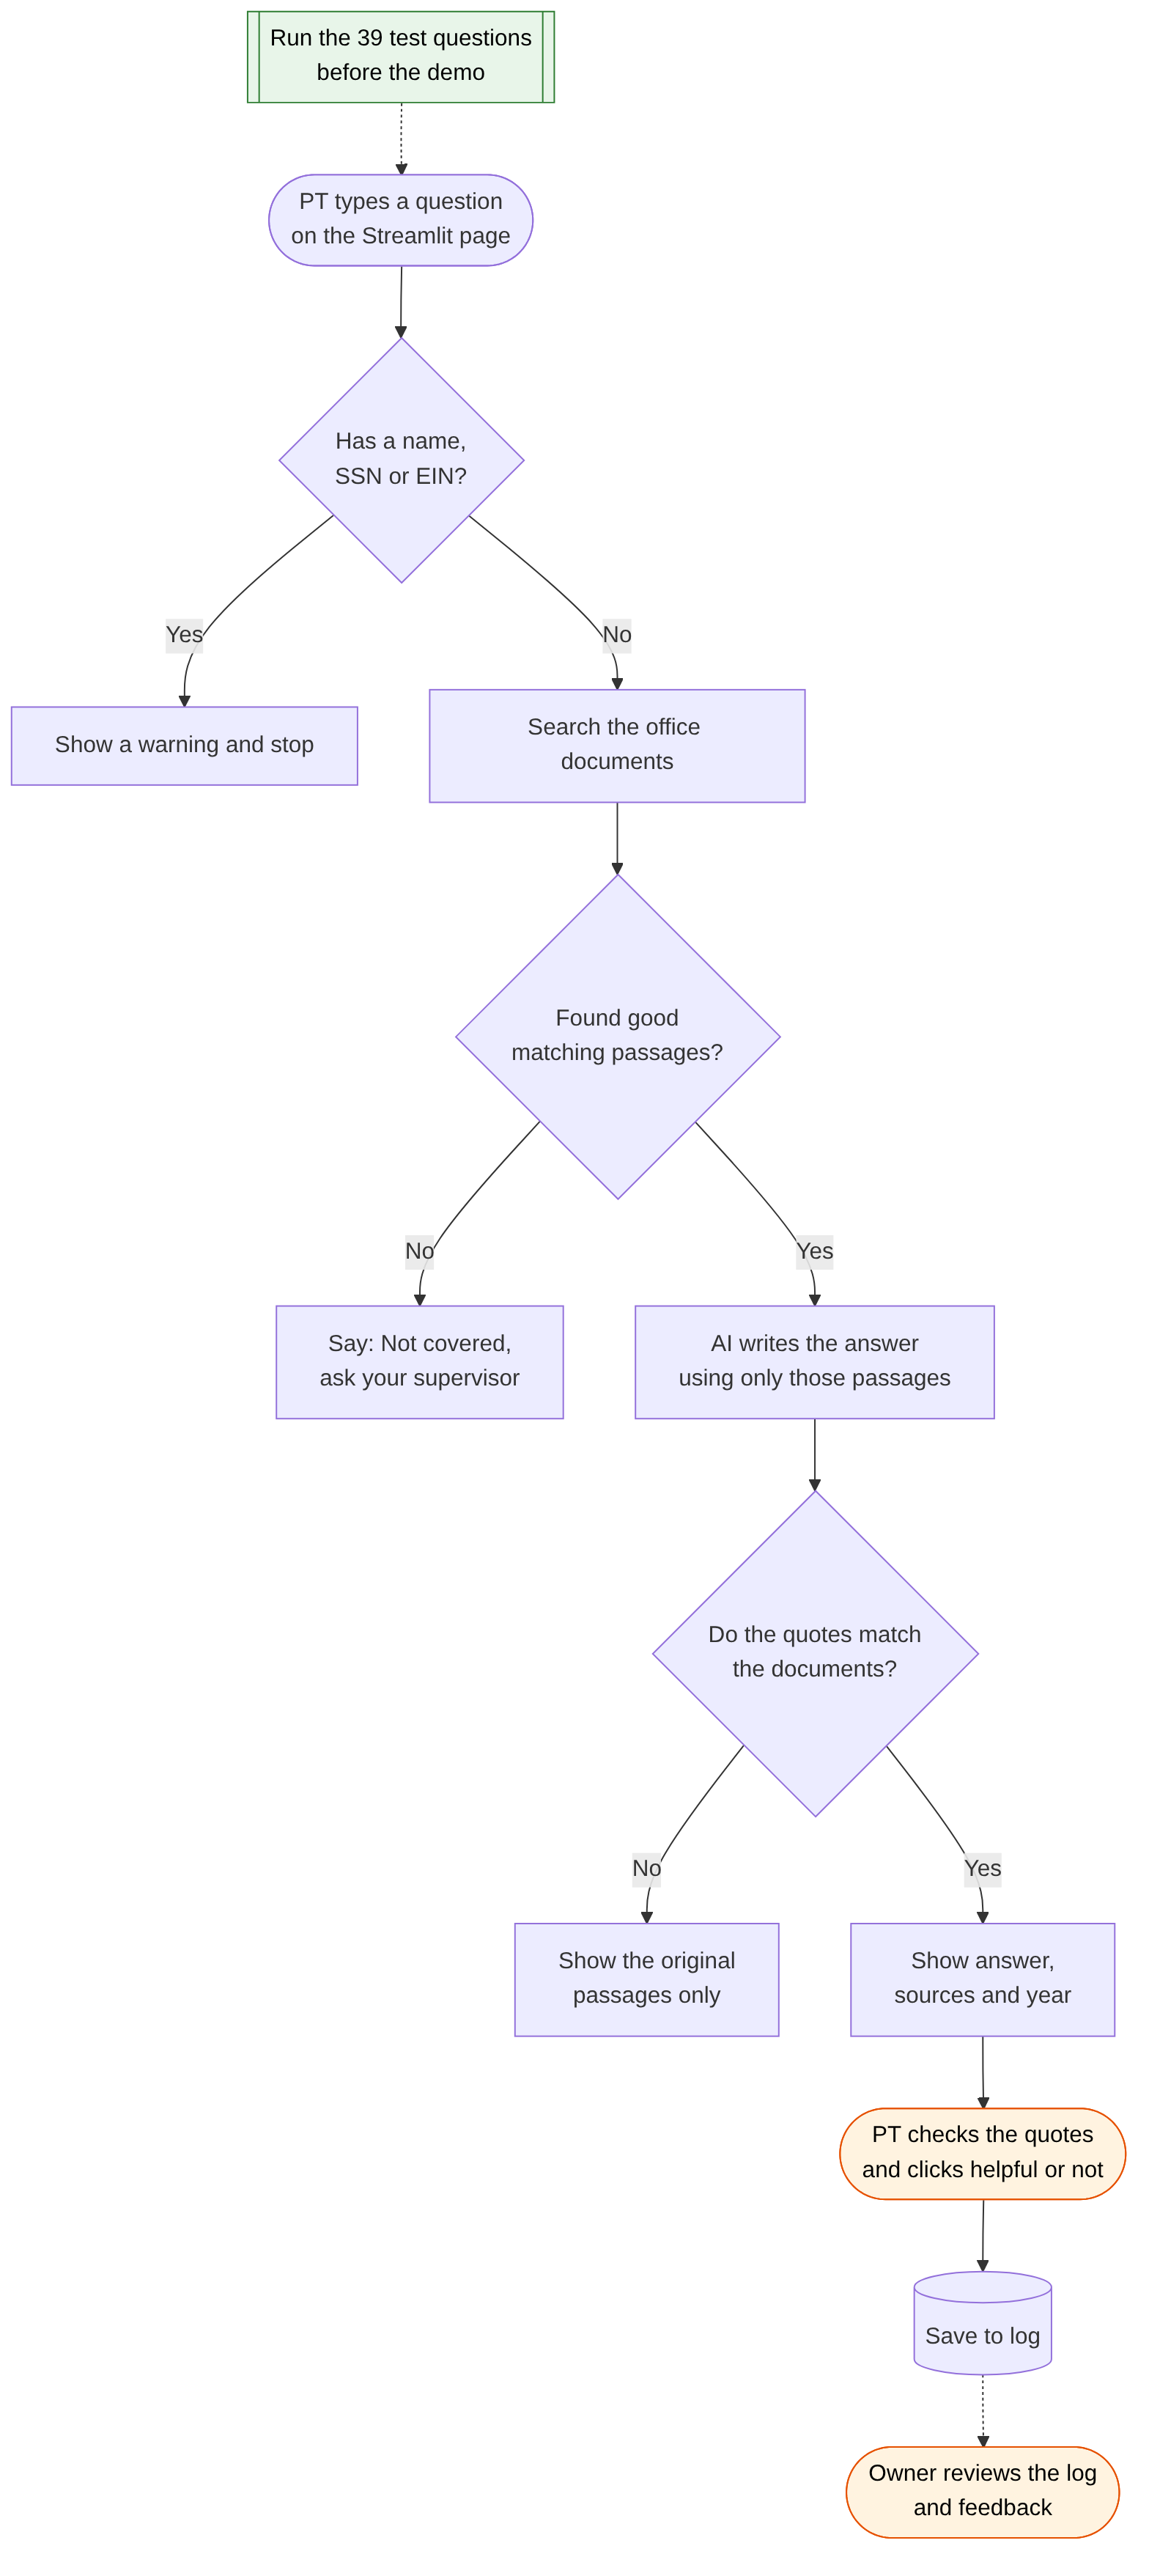 Run the 39 test questions
before the demo
PT types a question
on the Streamlit page
Has a name,
SSN or EIN?
Yes
No
Show a warning and stop
Search the office
documents
Found good
matching passages?
No
Yes
Say: Not covered,
ask your supervisor
AI writes the answer
using only those passages
Do the quotes match
the documents?
No
Yes
Show the original
passages only
Show answer,
sources and year
PT checks the quotes
and clicks helpful or not
Save to log
Owner reviews the log
and feedback